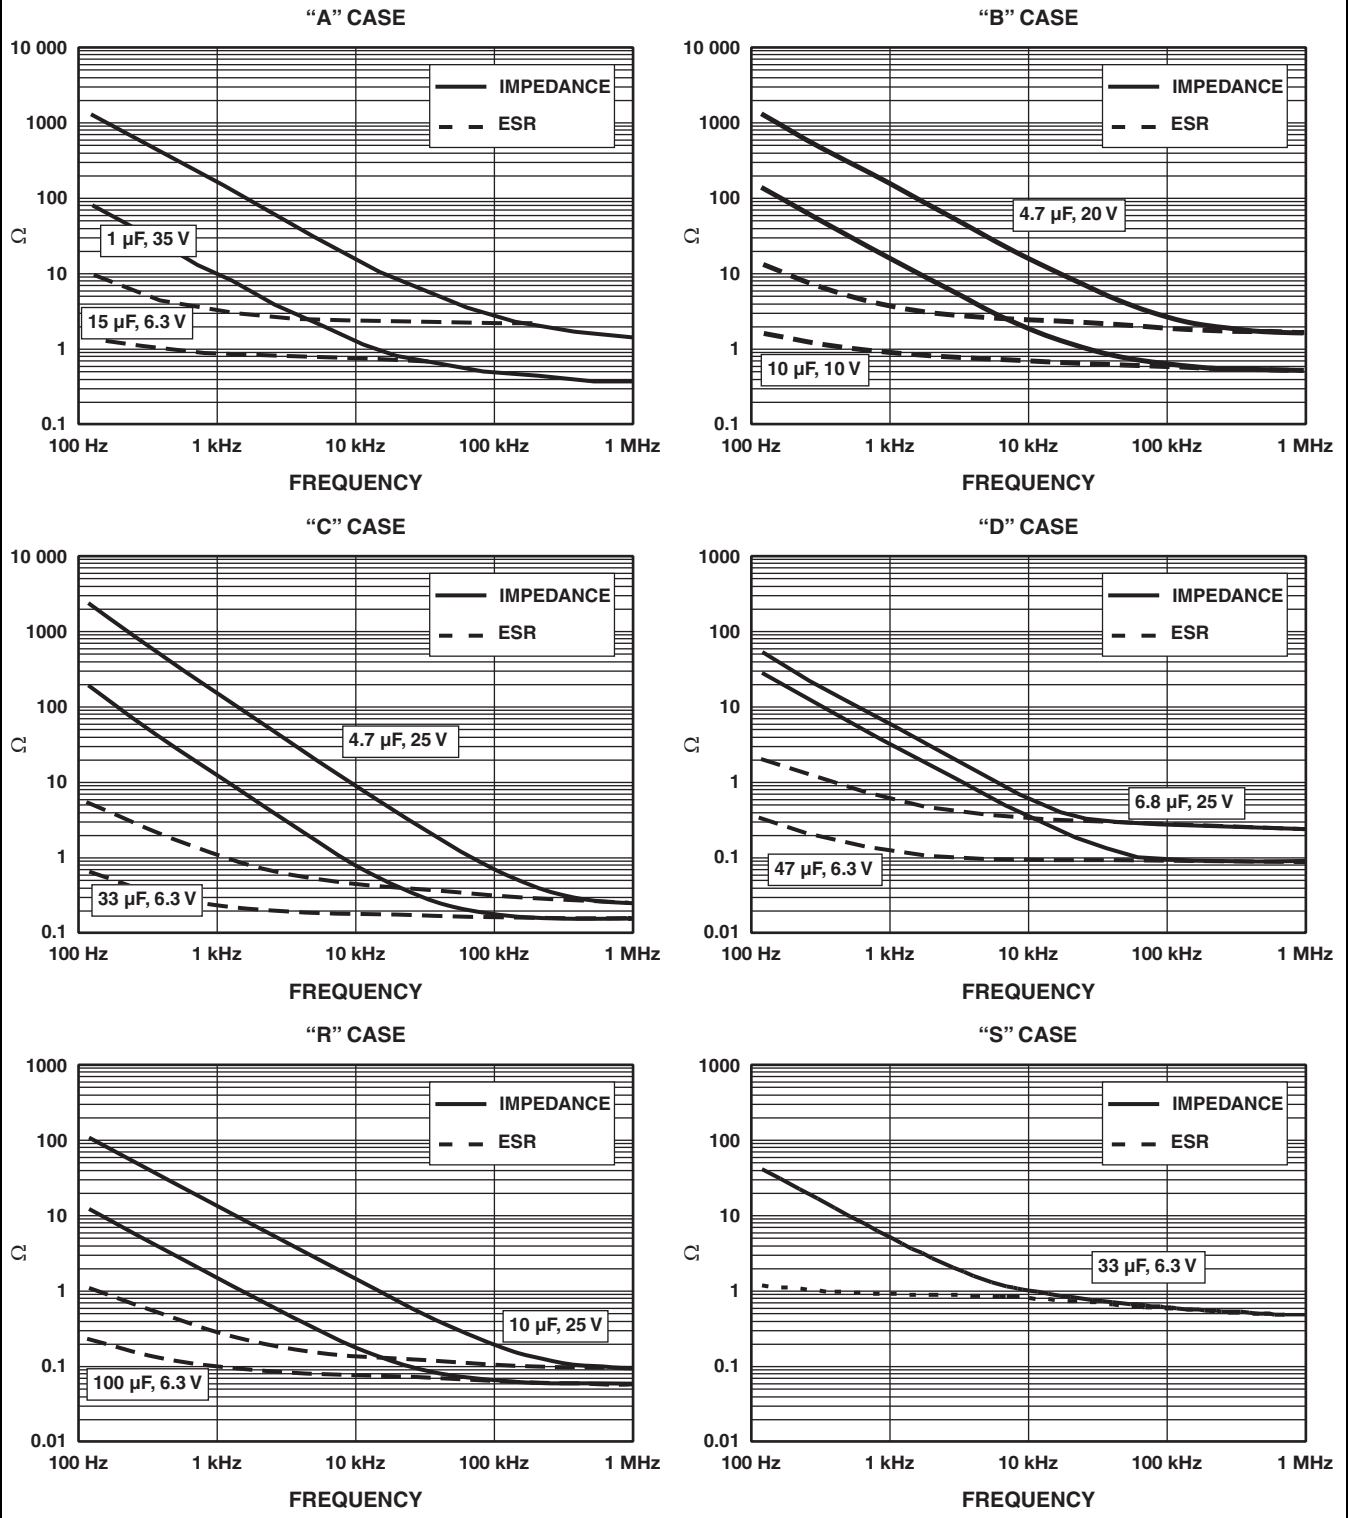 “A” CASE
10 000
1000
100
10
1
0.1
Ω
IMPEDANCE
ESR
1 µF, 35 V
15 µF, 6.3 V
100 Hz 1 kHz 10 kHz 100 kHz 1 MHz
FREQUENCY
“B” CASE
10 000
1000
100
10
1
0.1
Ω
IMPEDANCE
ESR
4.7 µF, 20 V
10 µF, 10 V
100 Hz 1 kHz 10 kHz 100 kHz 1 MHz
FREQUENCY
“C” CASE
10 000
1000
100
10
1
0.1
Ω
IMPEDANCE
ESR
4.7 µF, 25 V
33 µF, 6.3 V
100 Hz 1 kHz 10 kHz 100 kHz 1 MHz
FREQUENCY
“D” CASE
1000
100
10
1
0.1
0.01
Ω
IMPEDANCE
ESR
6.8 µF, 25 V
47 µF, 6.3 V
100 Hz 1 kHz 10 kHz 100 kHz 1 MHz
FREQUENCY
“R” CASE
1000
100
10
1
0.1
0.01
Ω
IMPEDANCE
ESR
10 µF, 25 V
100 µF, 6.3 V
100 Hz 1 kHz 10 kHz 100 kHz 1 MHz
FREQUENCY
“S” CASE
1000
100
10
1
0.1
0.01
Ω
IMPEDANCE
ESR
33 µF, 6.3 V
100 Hz 1 kHz 10 kHz 100 kHz 1 MHz
FREQUENCY